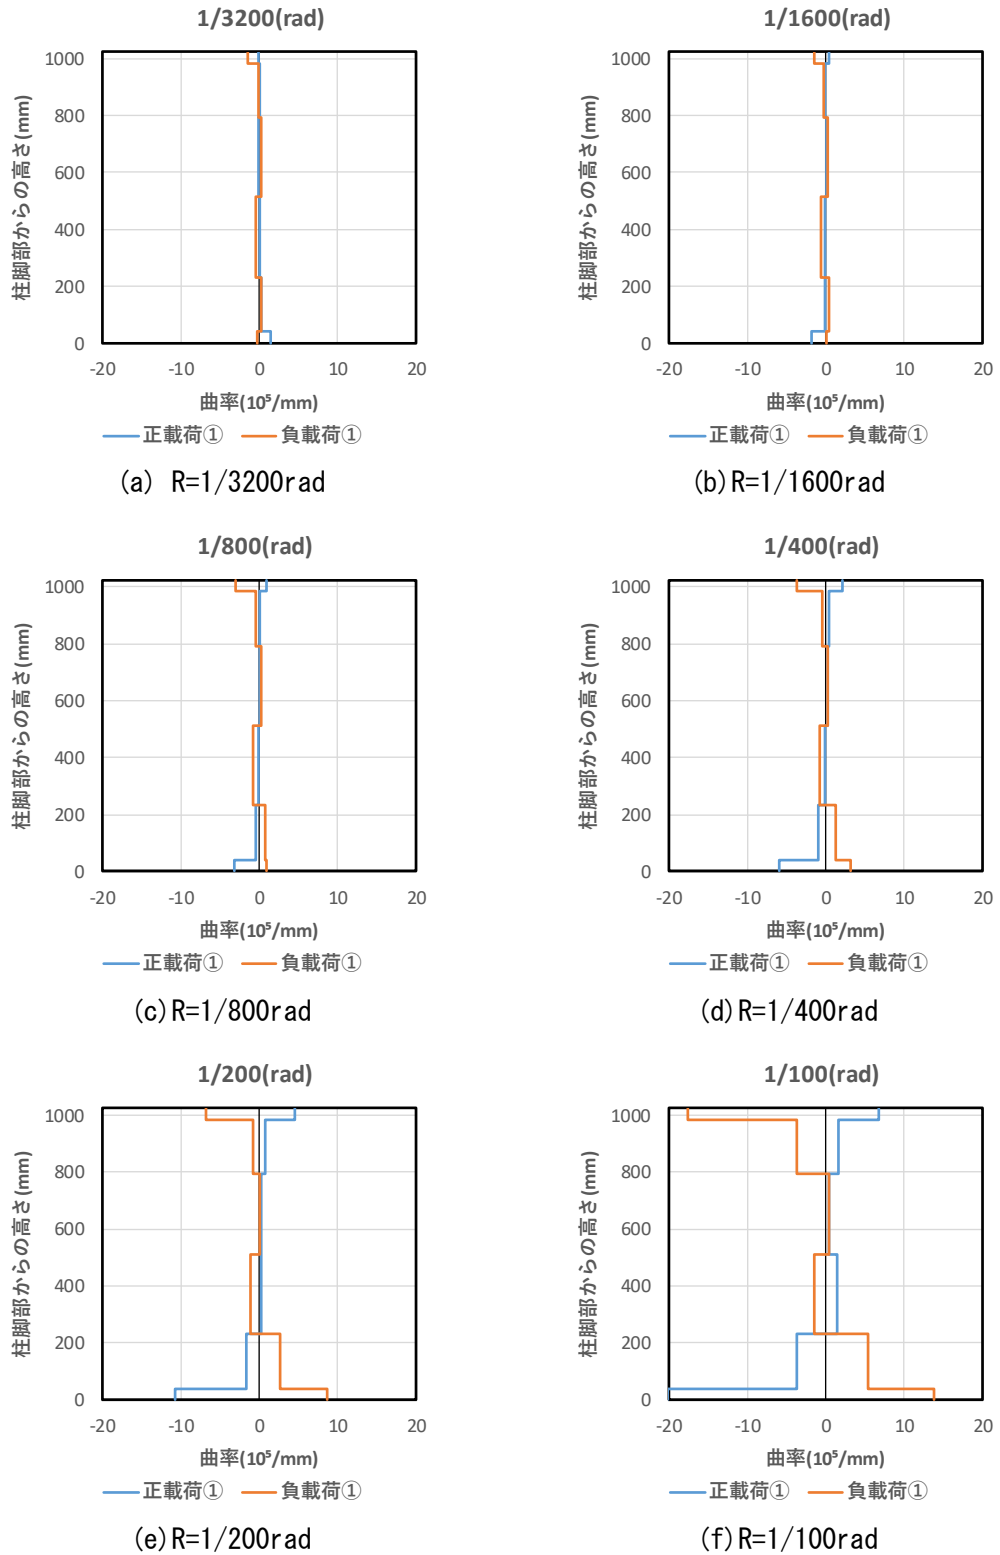 1/3200(rad)
柱脚部からの高さ(mm)
1000
800
600
400
200
0
-20 -10 0 10 20
曲率(10⁵/mm)
正載荷① 負載荷①
(a) R=1/3200rad
1/1600(rad)
柱脚部からの高さ(mm)
1000
800
600
400
200
0
-20 -10 0 10 20
曲率(10⁵/mm)
正載荷① 負載荷①
(b)R=1/1600rad
1/800(rad)
柱脚部からの高さ(mm)
1000
800
600
400
200
0
-20 -10 0 10 20
曲率(10⁵/mm)
正載荷① 負載荷①
(c)R=1/800rad
1/400(rad)
柱脚部からの高さ(mm)
1000
800
600
400
200
0
-20 -10 0 10 20
曲率(10⁵/mm)
正載荷① 負載荷①
(d)R=1/400rad
1/200(rad)
柱脚部からの高さ(mm)
1000
800
600
400
200
0
-20 -10 0 10 20
曲率(10⁵/mm)
正載荷① 負載荷①
(e)R=1/200rad
1/100(rad)
柱脚部からの高さ(mm)
1000
800
600
400
200
0
-20 -10 0 10 20
曲率(10⁵/mm)
正載荷① 負載荷①
(f)R=1/100rad